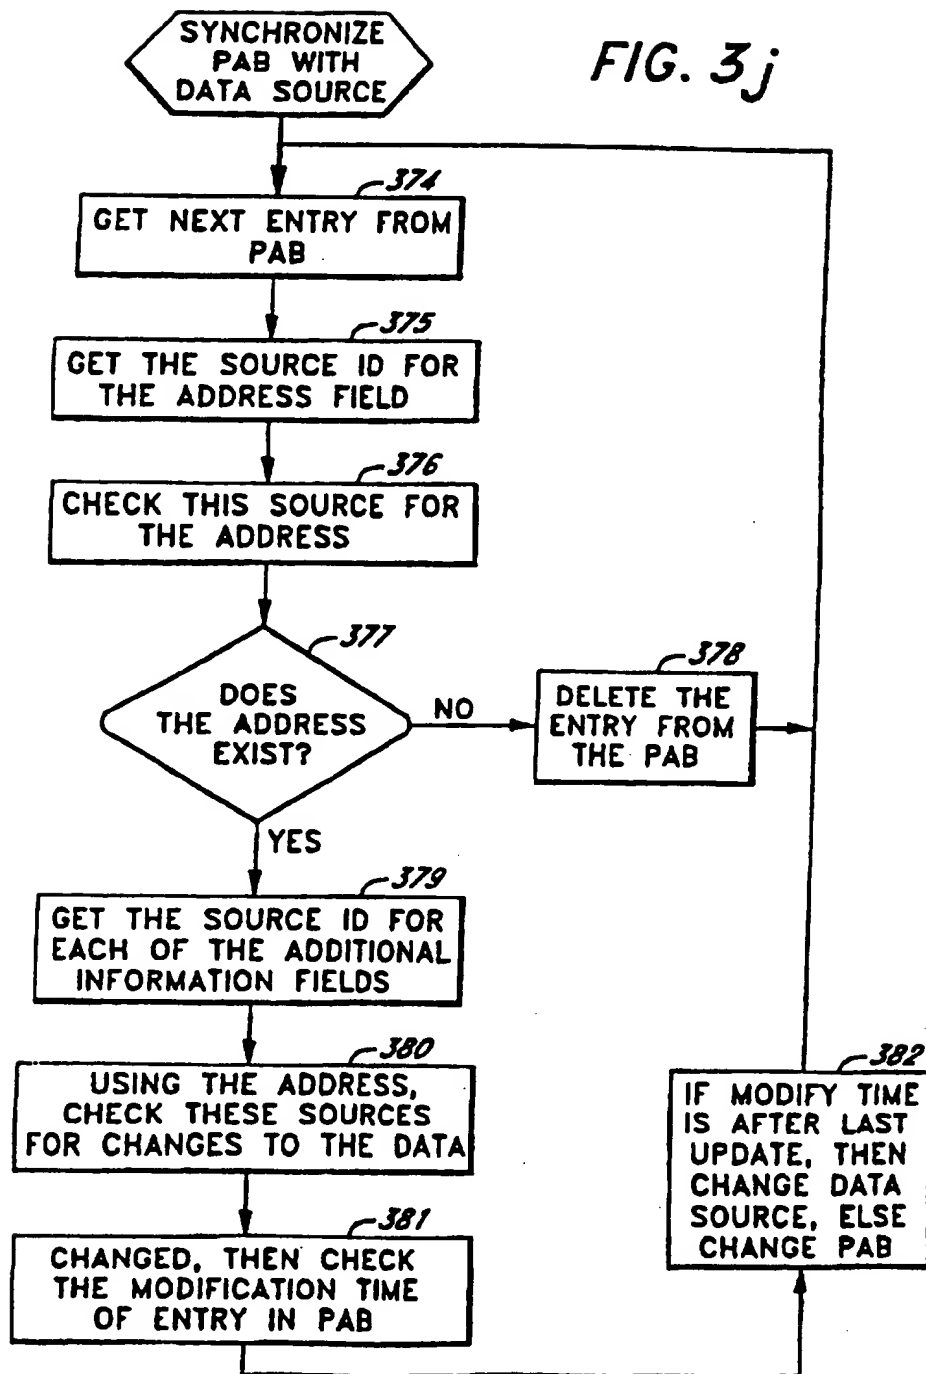 SYNCHRONIZE
PAB WITH
DATA SOURCE
FIG. 3j
374
GET NEXT ENTRY FROM
PAB
375
GET THE SOURCE ID FOR
THE ADDRESS FIELD
376
CHECK THIS SOURCE FOR
THE ADDRESS
377
DOES
THE ADDRESS
EXIST?
NO
378
DELETE THE
ENTRY FROM
THE PAB
YES
379
GET THE SOURCE ID FOR
EACH OF THE ADDITIONAL
INFORMATION FIELDS
380
USING THE ADDRESS,
CHECK THESE SOURCES
FOR CHANGES TO THE DATA
381
CHANGED, THEN CHECK
THE MODIFICATION TIME
OF ENTRY IN PAB
382
IF MODIFY TIME
IS AFTER LAST
UPDATE, THEN
CHANGE DATA
SOURCE, ELSE
CHANGE PAB